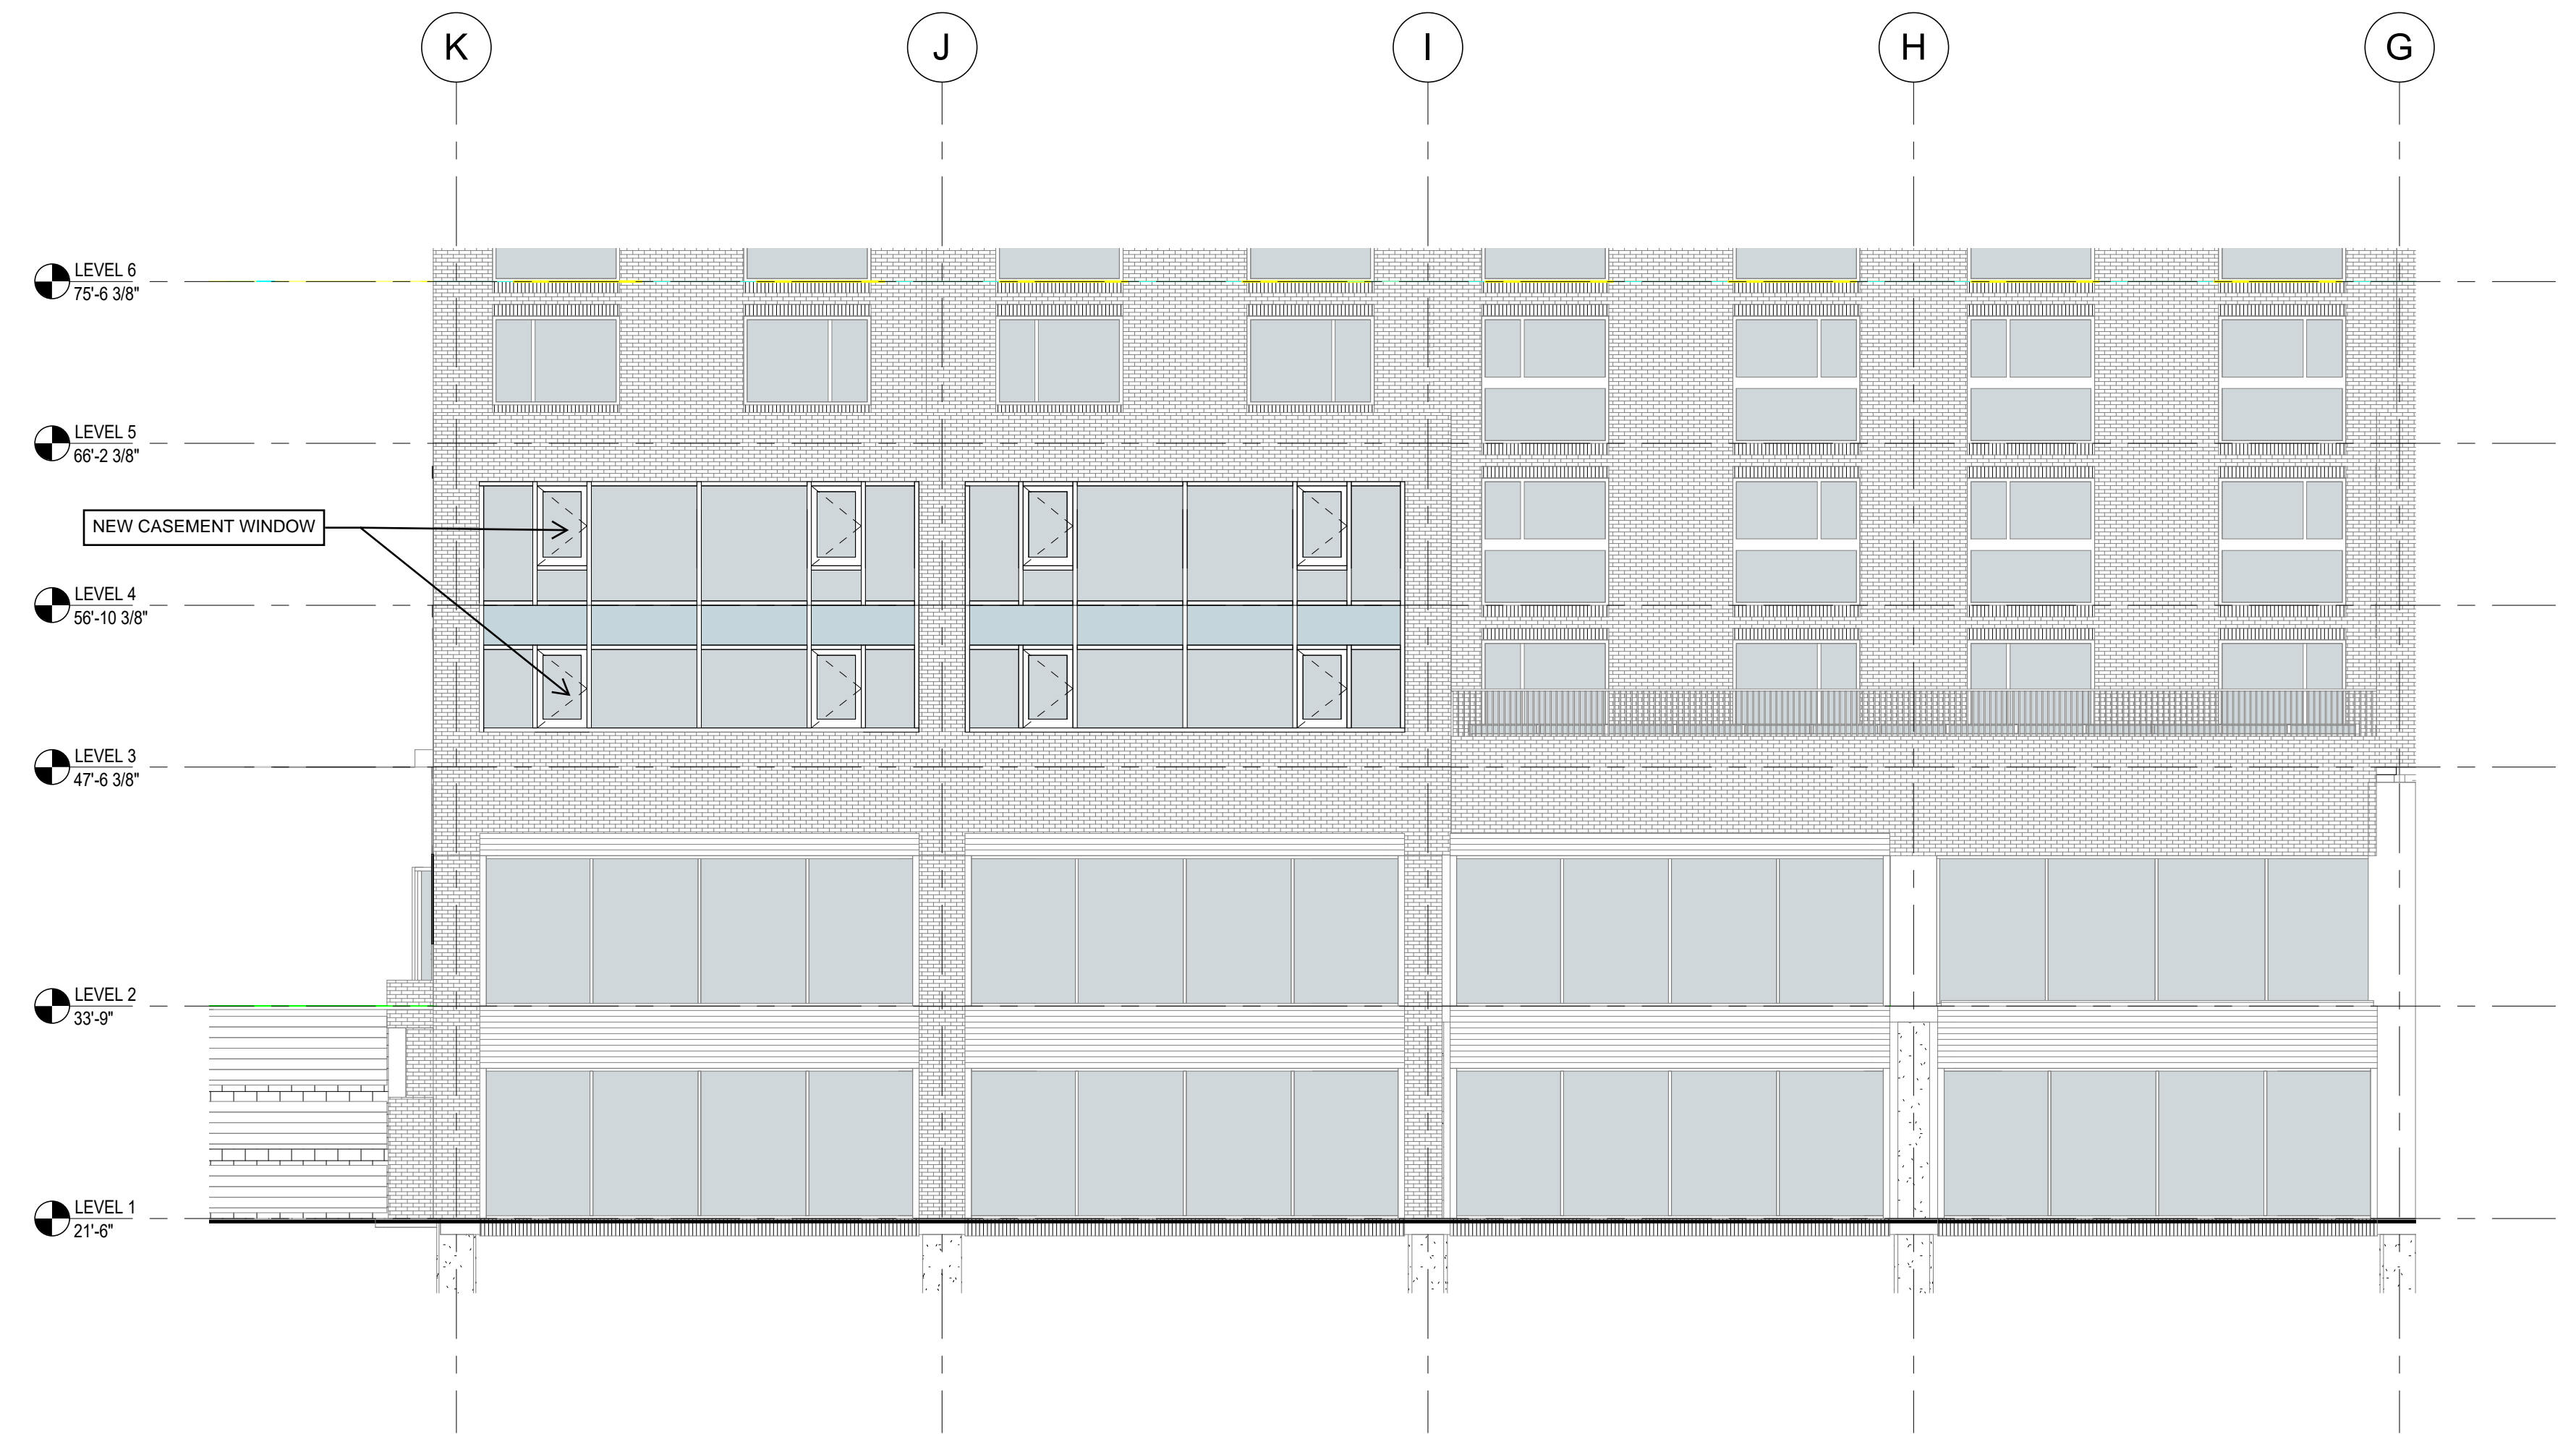 K J I H G
LEVEL 6
75'-6 3/8"
LEVEL 5
66'-2 3/8"
NEW CASEMENT WINDOW
LEVEL 4
56'-10 3/8"
LEVEL 3
47'-6 3/8"
LEVEL 2
33'-9"
LEVEL 1
21'-6"